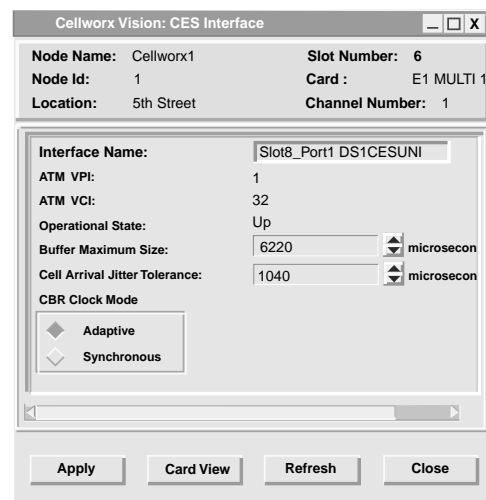 Cellworx Vision: CES Interface
X
Node Name: Cellworx1 Slot Number: 6
Node Id: 1 Card : E1 MULTI 1
Location: 5th Street Channel Number: 1
Interface Name: Slot8_Port1 DS1CESUNI
ATM VPI: 1
ATM VCI: 32
Operational State: Up
Buffer Maximum Size: 6220 microsecon
Cell Arrival Jitter Tolerance: 1040 microsecon
CBR Clock Mode
Adaptive
Synchronous
Apply Card View Refresh Close